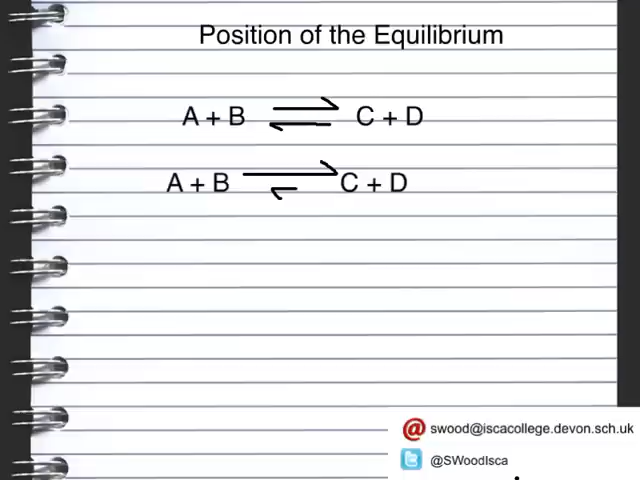 Position of the Equilibrium
A + B ⇌ C + D
A + B ⇌ C + D
@ swood@iscacollege.devon.sch.uk
@SWoodIsca